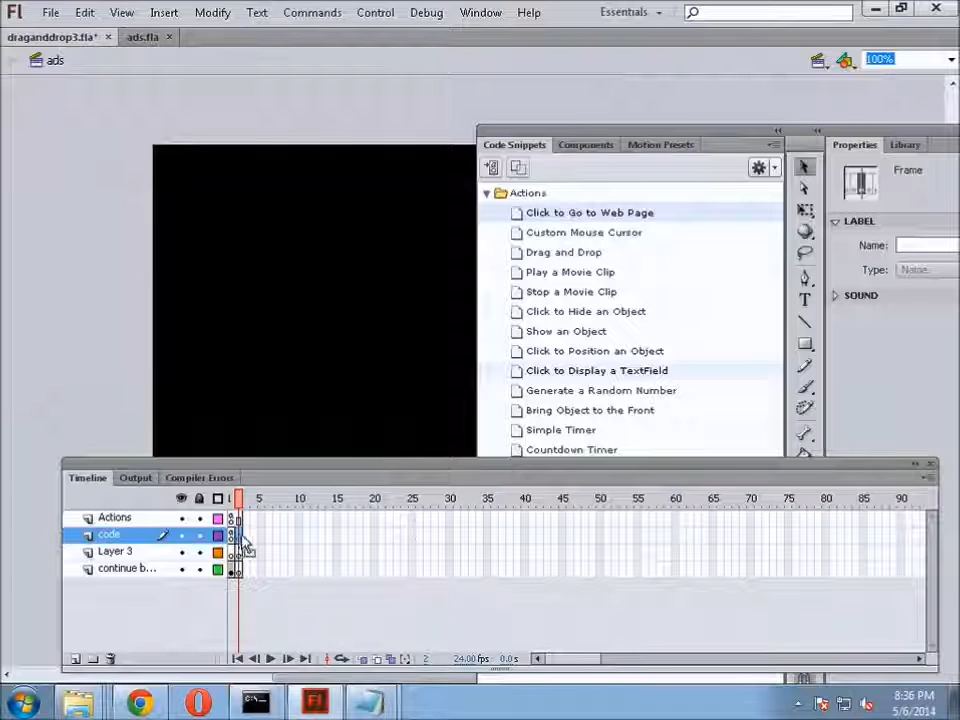 Fl File Edit View Insert Modify Text Commands Control Debug Window Help Essentials
draganddrop3.fla* × ads.fla ×
ads 100%
Code Snippets Components Motion Presets Properties Library
Frame
Actions
Click to Go to Web Page
Custom Mouse Cursor
Drag and Drop
Play a Movie Clip
Stop a Movie Clip
Click to Hide an Object
Show an Object
Click to Position an Object
Click to Display a TextField
Generate a Random Number
Bring Object to the Front
Simple Timer
Countdown Timer
LABEL
Name:
Type: Name
SOUND
Timeline Output Compiler Errors
5 10 15 20 25 30 35 40 45 50 55 60 65 70 75 80 85 90
Actions
code
Layer 3
continue b...
2 24.00 fps 0.0 s
Fl
8:36 PM
5/6/2014